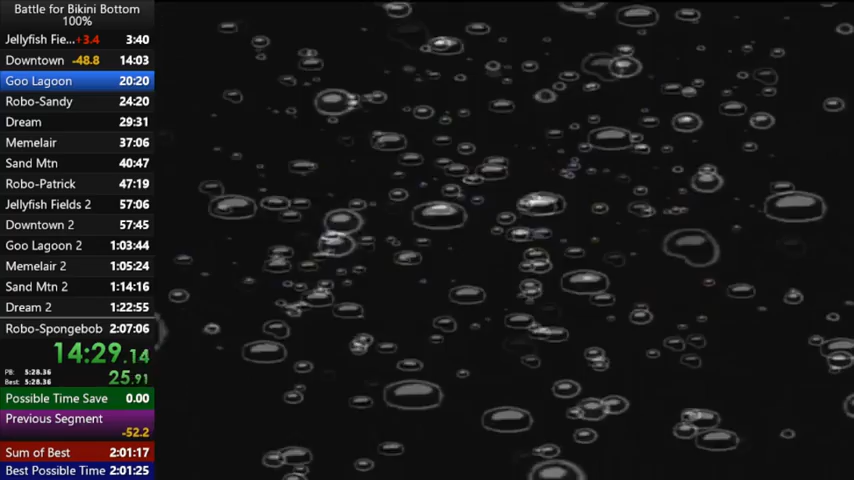 Battle for Bikini Bottom
100%
Jellyfish Fie... +3.4 3:40
Downtown -48.8 14:03
Goo Lagoon 20:20
Robo-Sandy 24:20
Dream 29:31
Memelair 37:06
Sand Mtn 40:47
Robo-Patrick 47:19
Jellyfish Fields 2 57:06
Downtown 2 57:45
Goo Lagoon 2 1:03:44
Memelair 2 1:05:24
Sand Mtn 2 1:14:16
Dream 2 1:22:55
Robo-Spongebob 2:07:06
14:29.14
PB: 5:28.36
Best: 5:28.36
25.91
Possible Time Save 0.00
Previous Segment
-52.2
Sum of Best 2:01:17
Best Possible Time 2:01:25